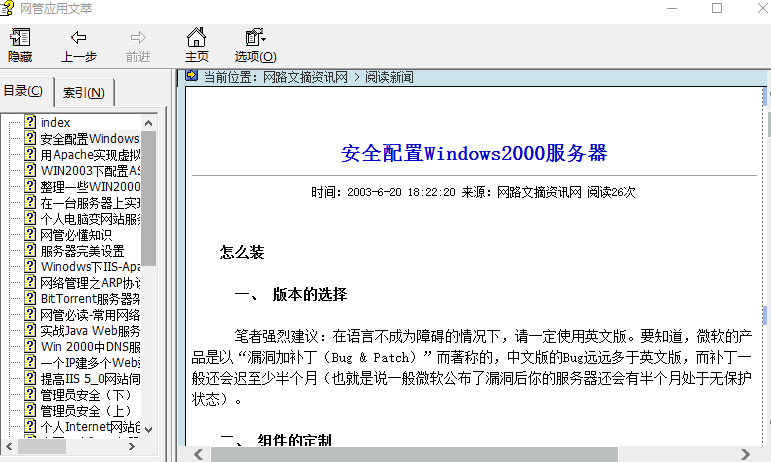 网管应用文萃
隐藏 上一步 前进 主页 选项(O)
目录(C) 索引(N)
index
安全配置Windows
用Apache实现虚拟
WIN2003下配置AS
整理一些WIN2000
在一台服务器上实现
个人电脑变网站服务
网管必懂知识
服务器完美设置
Winodws下IIS-Apa
网络管理之ARP协议
BitTorrent服务器架
网管必读-常用网络
实战Java Web服务
Win 2000中DNS服
一个IP建多个Web
提高IIS 5_0网站伺
管理员安全（下）
管理员安全（上）
个人Internet网站
当前位置：网路文摘资讯网 > 阅读新闻
安全配置Windows2000服务器
时间：2003-6-20 18:22:20 来源：网路文摘资讯网 阅读26次
怎么装
一、 版本的选择
笔者强烈建议：在语言不成为障碍的情况下，请一定使用英文版。要知道，微软的产
品是以“漏洞加补丁（Bug & Patch）”而著称的，中文版的Bug远远多于英文版，而补丁一
般还会迟至少半个月（也就是说一般微软公布了漏洞后你的服务器还会有半个月处于无保护
状态）。
二、 组件的定制